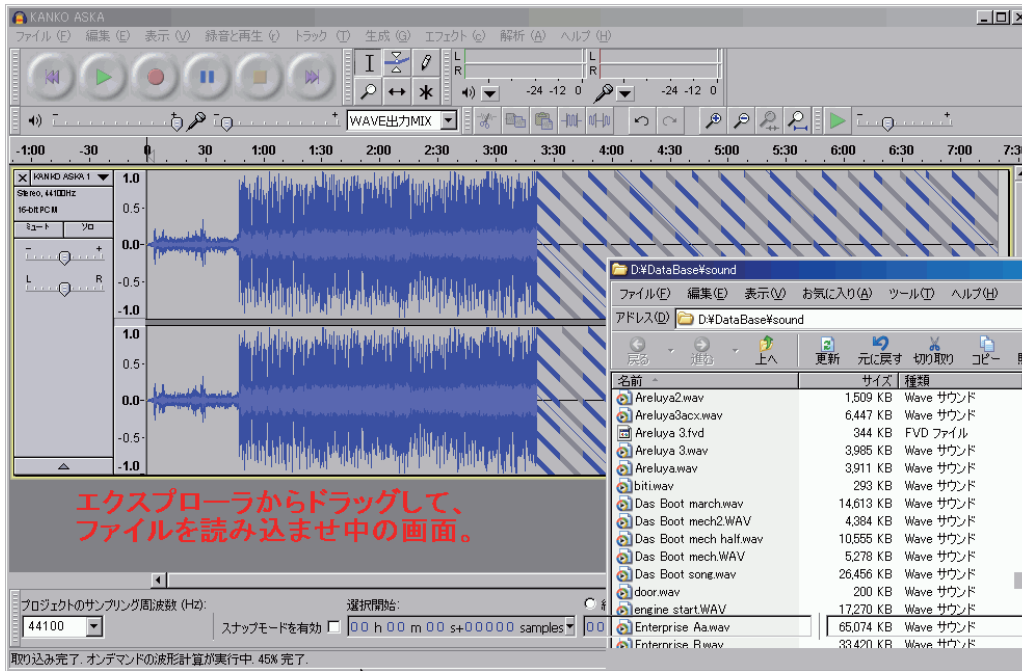 KANKO ASKA
ファイル (F) 編集 (E) 表示 (V) 録音と再生 (r) トラック (T) 生成 (G) エフェクト (c) 解析 (A) ヘルプ (H)
L
R
L
R
-24 -12 0
-24 -12 0
WAVE出力MIX
-1:00 -30 0 30 1:00 1:30 2:00 2:30 3:00 3:30 4:00 4:30 5:00 5:30 6:00 6:30 7:00 7:30
KANKO ASKA 1
Stereo, 44100Hz
16-bit PCM
ミュート ソロ
- +
L R
1.0
0.5
0.0
-0.5
-1.0
1.0
0.5
0.0
-0.5
-1.0
エクスプローラからドラッグして、
ファイルを読み込ませ中の画面。
D:¥DataBase¥sound
ファイル(F) 編集(E) 表示(V) お気に入り(A) ツール(T) ヘルプ(H)
アドレス(D) D:¥DataBase¥sound
戻る 進む 上へ 更新 元に戻す 切り取り コピー
名前 サイズ 種類
Areluya2.wav 1,509 KB Wave サウンド
Areluya3acx.wav 6,447 KB Wave サウンド
Areluya 3.fvd 344 KB FVD ファイル
Areluya 3.wav 3,985 KB Wave サウンド
Areluya.wav 3,911 KB Wave サウンド
biti.wav 293 KB Wave サウンド
Das Boot march.wav 14,613 KB Wave サウンド
Das Boot mech2.WAV 4,384 KB Wave サウンド
Das Boot mech half.wav 10,555 KB Wave サウンド
Das Boot mech.WAV 5,278 KB Wave サウンド
Das Boot song.wav 26,456 KB Wave サウンド
door.wav 200 KB Wave サウンド
engine start.WAV 17,270 KB Wave サウンド
Enterprise Aa.wav 65,074 KB Wave サウンド
Enterprise B.wav 33,420 KB Wave サウンド
プロジェクトのサンプリング周波数 (Hz):
44100
スナップモードを有効
選択開始:
00 h 00 m 00 s+00000 samples
00
取り込み完了. オンデマンドの波形計算が実行中. 45% 完了.